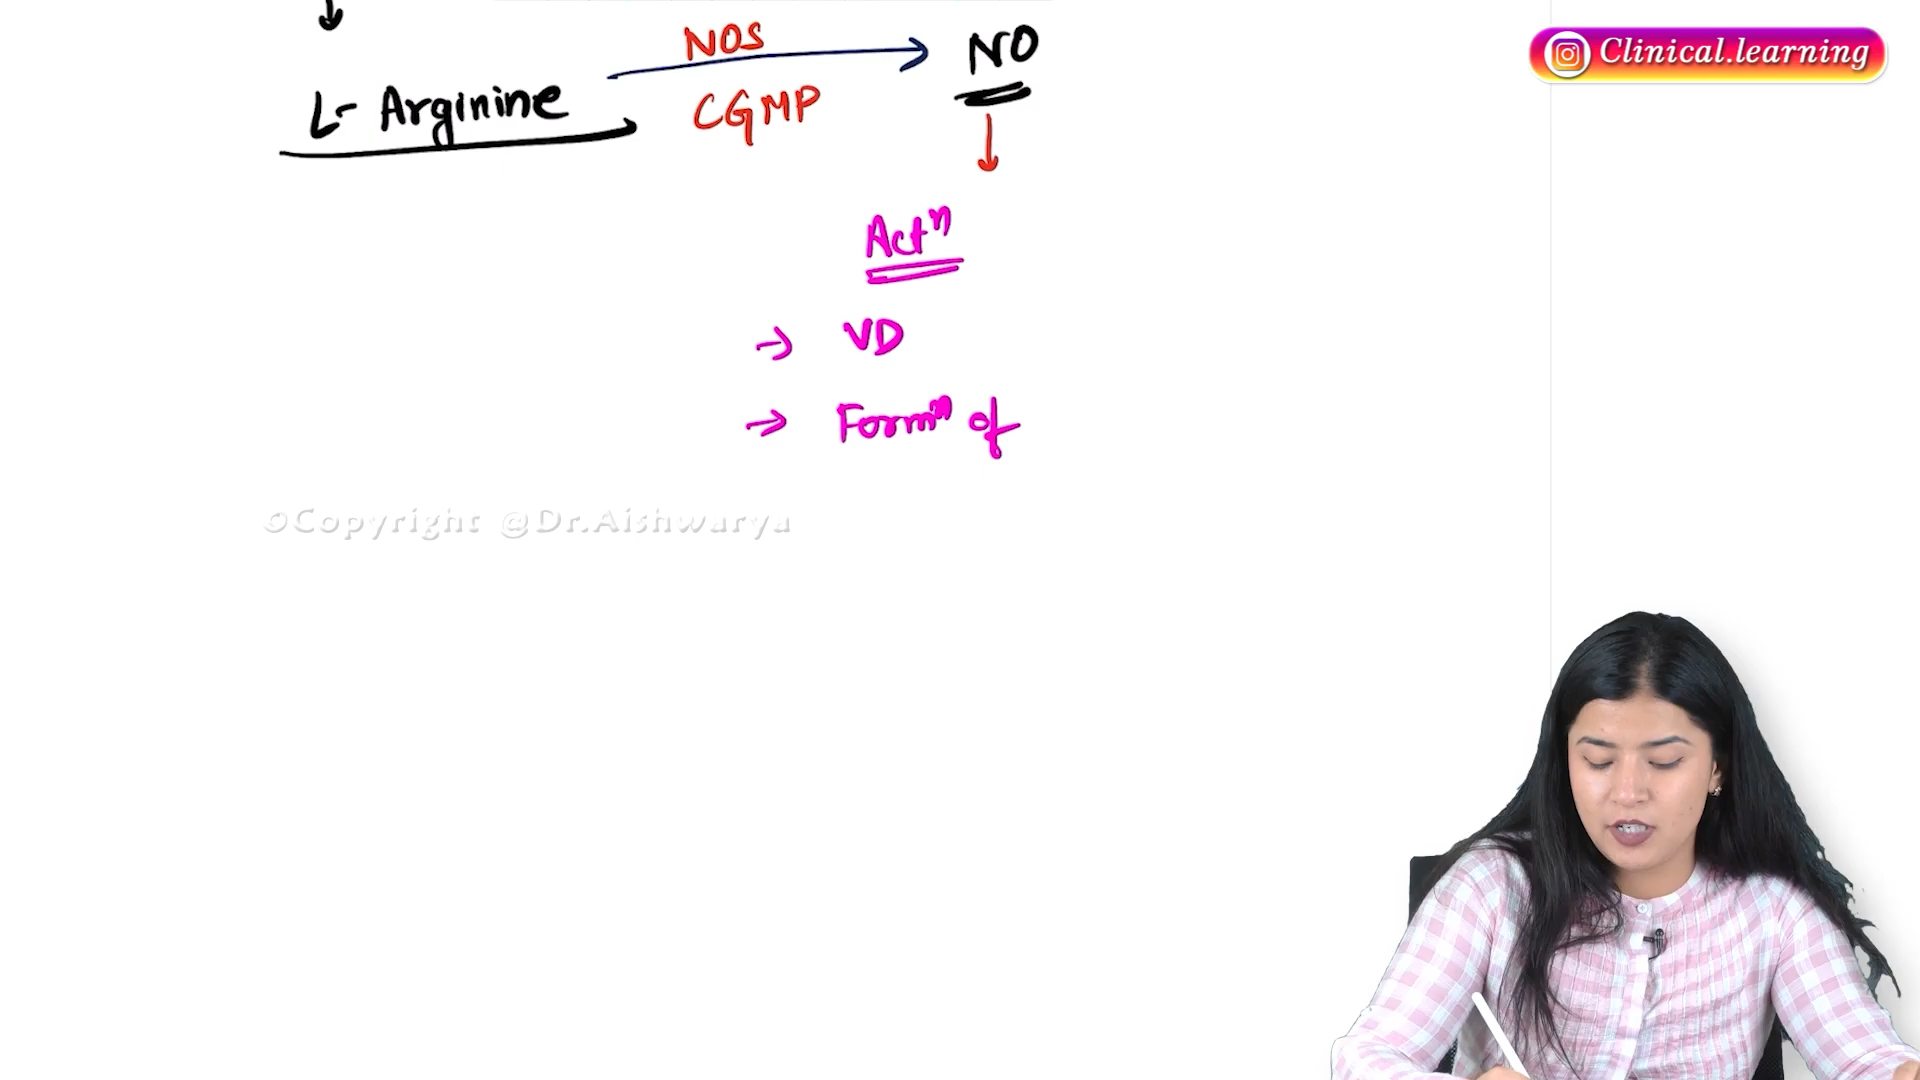 Clinical.learning
NOS
NO
L- Arginine
CGMP
Actⁿ
→ VD
→ Formⁿ of
©Copyright @Dr.Aishwarya